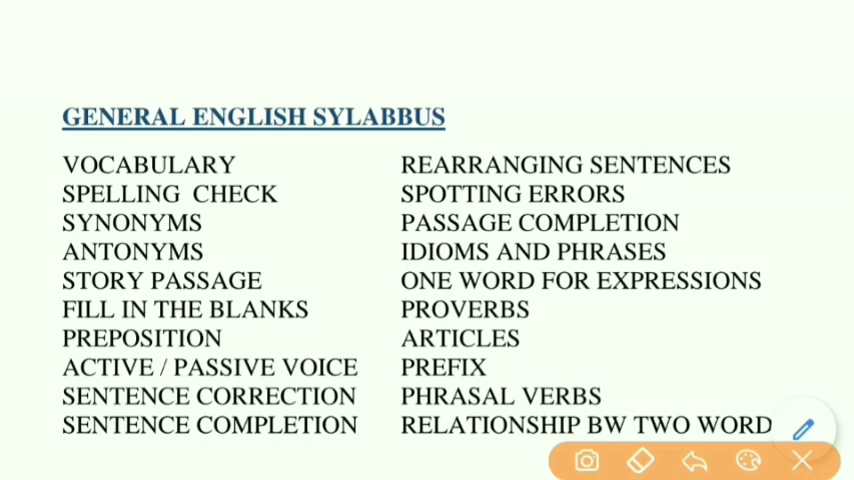 GENERAL ENGLISH SYLABBUS
VOCABULARY
SPELLING CHECK
SYNONYMS
ANTONYMS
STORY PASSAGE
FILL IN THE BLANKS
PREPOSITION
ACTIVE / PASSIVE VOICE
SENTENCE CORRECTION
SENTENCE COMPLETION
REARRANGING SENTENCES
SPOTTING ERRORS
PASSAGE COMPLETION
IDIOMS AND PHRASES
ONE WORD FOR EXPRESSIONS
PROVERBS
ARTICLES
PREFIX
PHRASAL VERBS
RELATIONSHIP BW TWO WORD